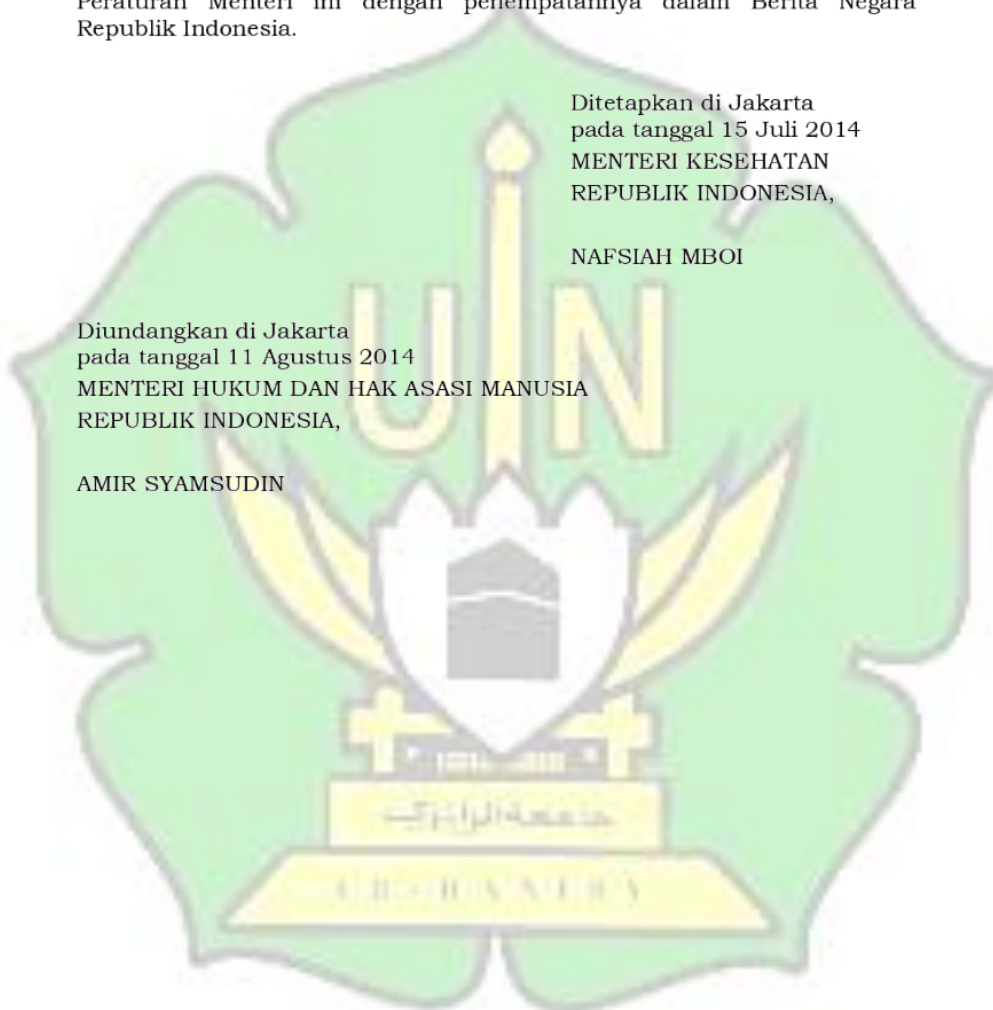 Peraturan Menteri ini dengan penempatannya dalam Berita Negara
Republik Indonesia.
Ditetapkan di Jakarta
pada tanggal 15 Juli 2014
MENTERI KESEHATAN
REPUBLIK INDONESIA,
NAFSIAH MBOI
Diundangkan di Jakarta
pada tanggal 11 Agustus 2014
MENTERI HUKUM DAN HAK ASASI MANUSIA
REPUBLIK INDONESIA,
AMIR SYAMSUDIN
UIN